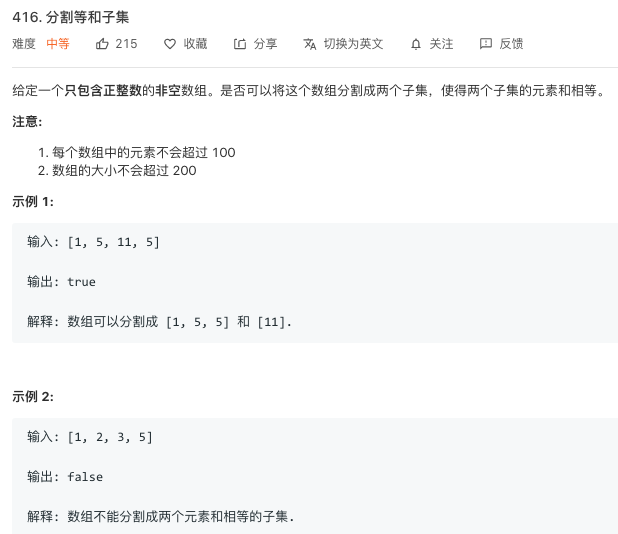 416. 分割等和子集
难度 中等 215 收藏 分享 切换为英文 关注 反馈
给定一个只包含正整数的非空数组。是否可以将这个数组分割成两个子集，使得两个子集的元素和相等。
注意:
1. 每个数组中的元素不会超过 100
2. 数组的大小不会超过 200
示例 1:
输入: [1, 5, 11, 5]
输出: true
解释: 数组可以分割成 [1, 5, 5] 和 [11].
示例 2:
输入: [1, 2, 3, 5]
输出: false
解释: 数组不能分割成两个元素和相等的子集.